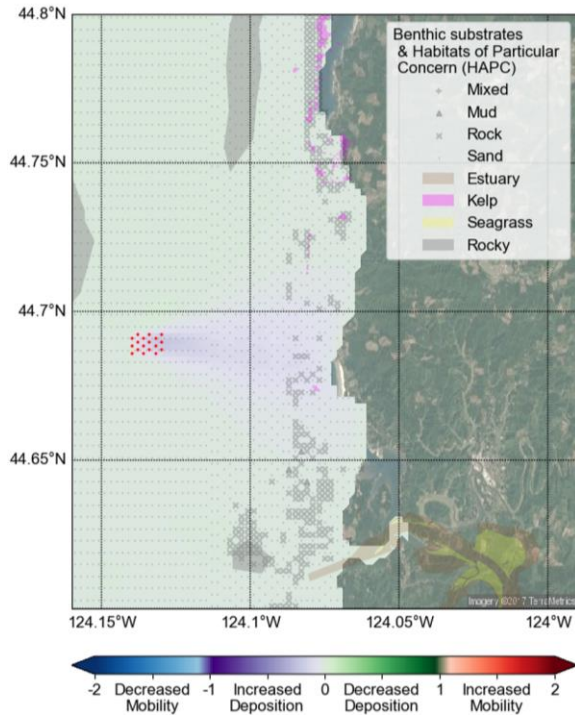 44.8°N
44.75°N
44.7°N
44.65°N
124.15°W
124.1°W
124.05°W
124°W
Benthic substrates
& Habitats of Particular
Concern (HAPC)
Mixed
Mud
Rock
Sand
Estuary
Kelp
Seagrass
Rocky
Imagery ©2017 TerraMetrics
-2
Decreased
Mobility
-1
Increased
Deposition
0
Decreased
Deposition
1
Increased
Mobility
2